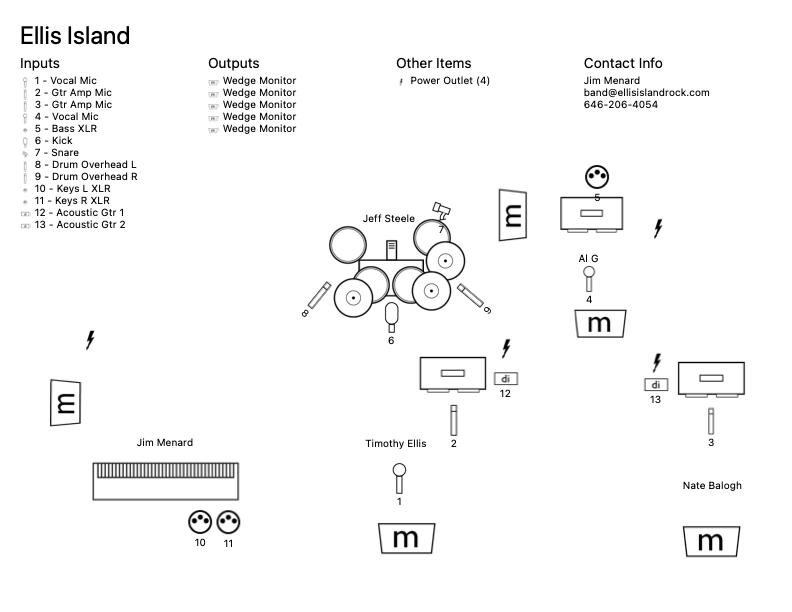 Ellis Island
Inputs
1 - Vocal Mic
2 - Gtr Amp Mic
3 - Gtr Amp Mic
4 - Vocal Mic
5 - Bass XLR
6 - Kick
7 - Snare
8 - Drum Overhead L
9 - Drum Overhead R
10 - Keys L XLR
11 - Keys R XLR
12 - Acoustic Gtr 1
13 - Acoustic Gtr 2
Outputs
m Wedge Monitor
m Wedge Monitor
m Wedge Monitor
m Wedge Monitor
m Wedge Monitor
Other Items
Power Outlet (4)
Contact Info
Jim Menard
band@ellisislandrock.com
646-206-4054
5
m
Jeff Steele
7
Al G
4
m
8
9
6
di
12
di
13
m
2
3
Jim Menard
Timothy Ellis
Nate Balogh
1
10
11
m
m